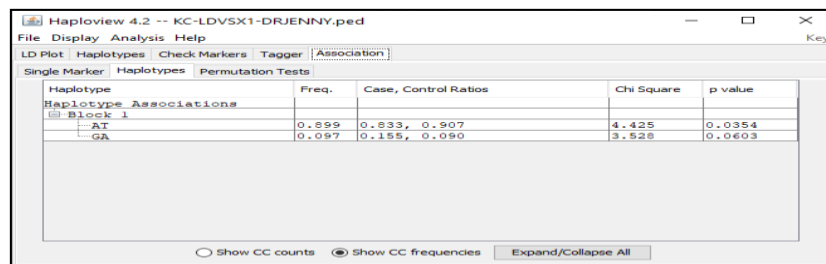 Haploview 4.2 -- KC-LDVSX1-DRJENNY.ped
File Display Analysis Help Key
LD Plot Haplotypes Check Markers Tagger Association
Single Marker Haplotypes Permutation Tests
Haplotype Freq. Case, Control Ratios Chi Square p value
Haplotype Associations
Block 1
AT 0.899 0.833, 0.907 4.425 0.0354
GA 0.097 0.155, 0.090 3.528 0.0603
Show CC counts Show CC frequencies Expand/Collapse All